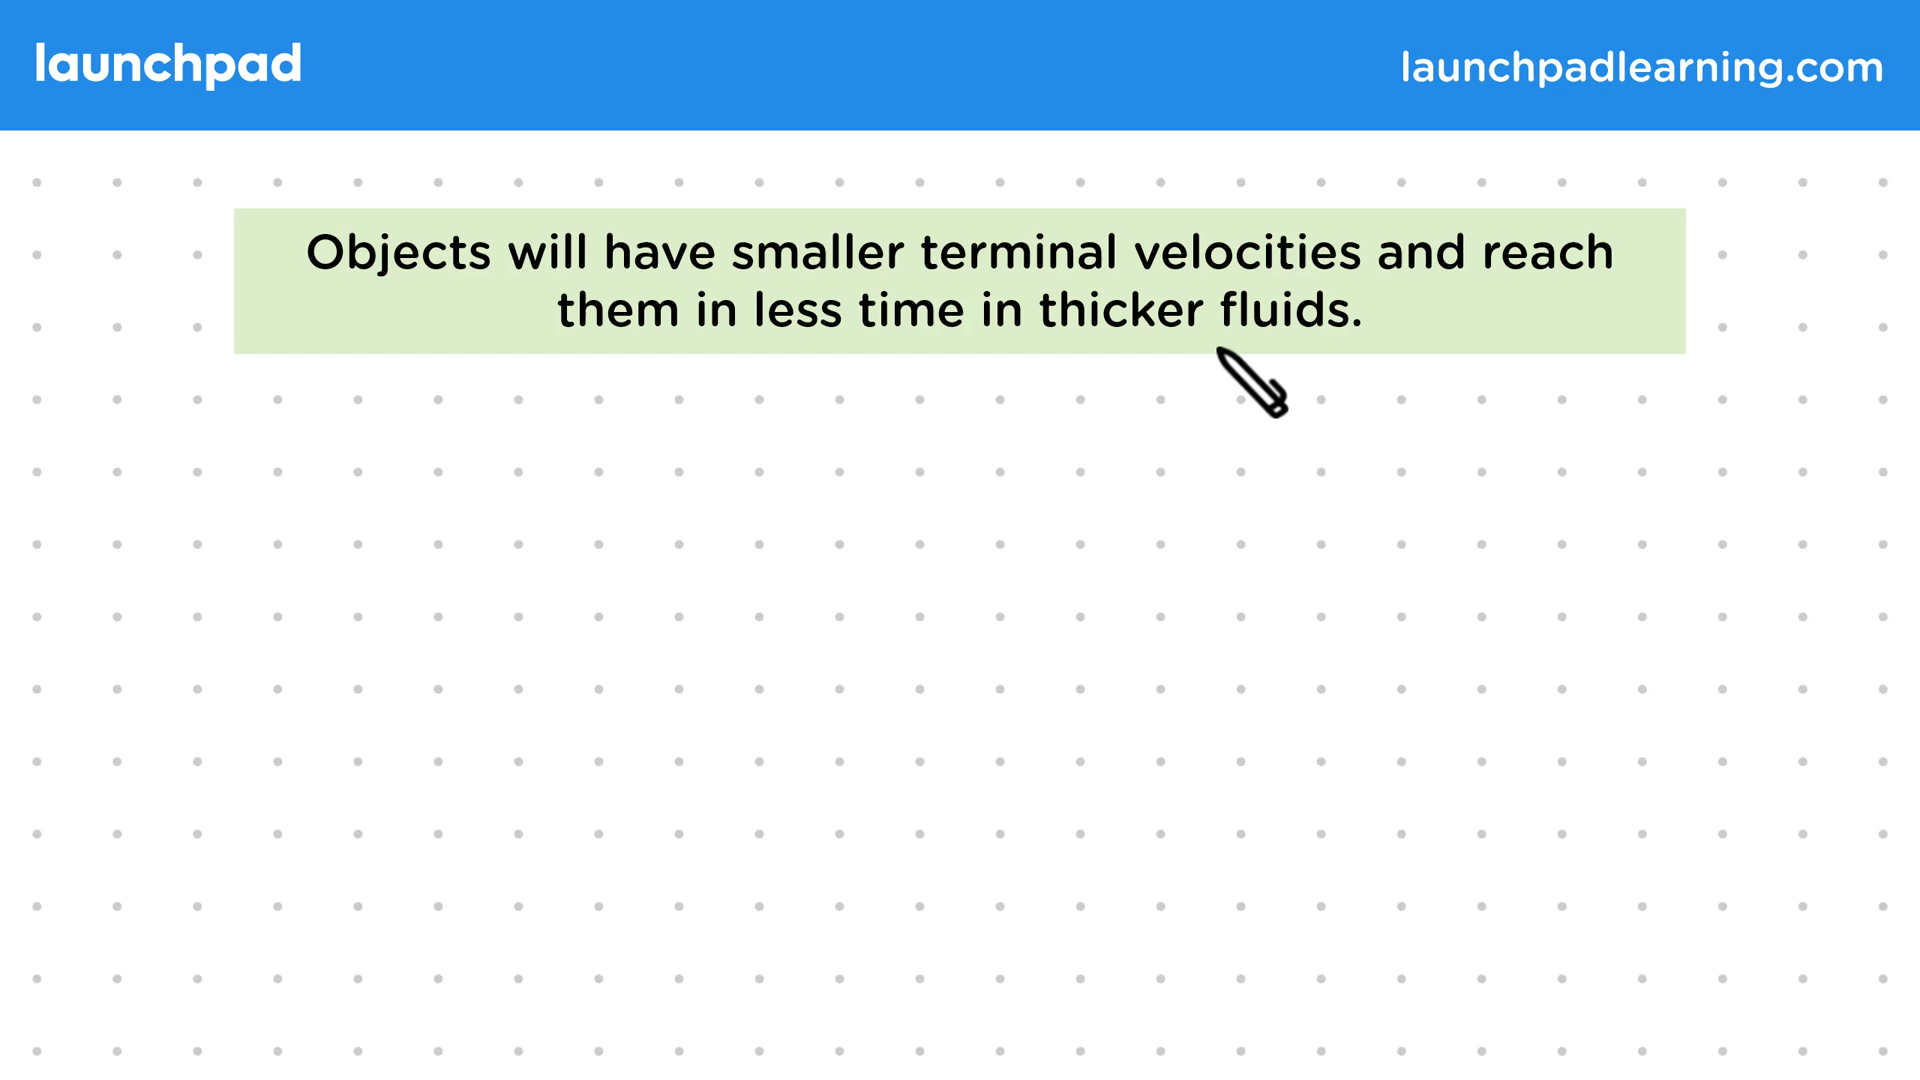 launchpad
launchpadlearning.com
Objects will have smaller terminal velocities and reach
them in less time in thicker fluids.